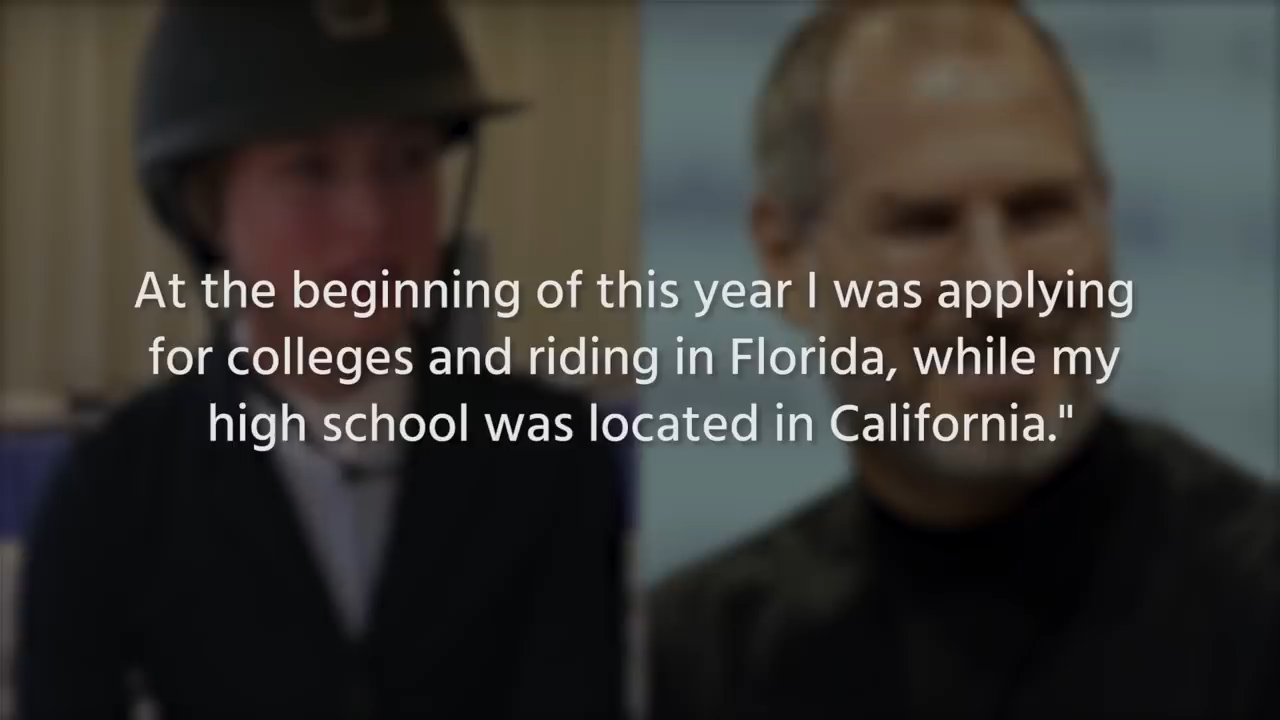 At the beginning of this year I was applying
for colleges and riding in Florida, while my
high school was located in California."